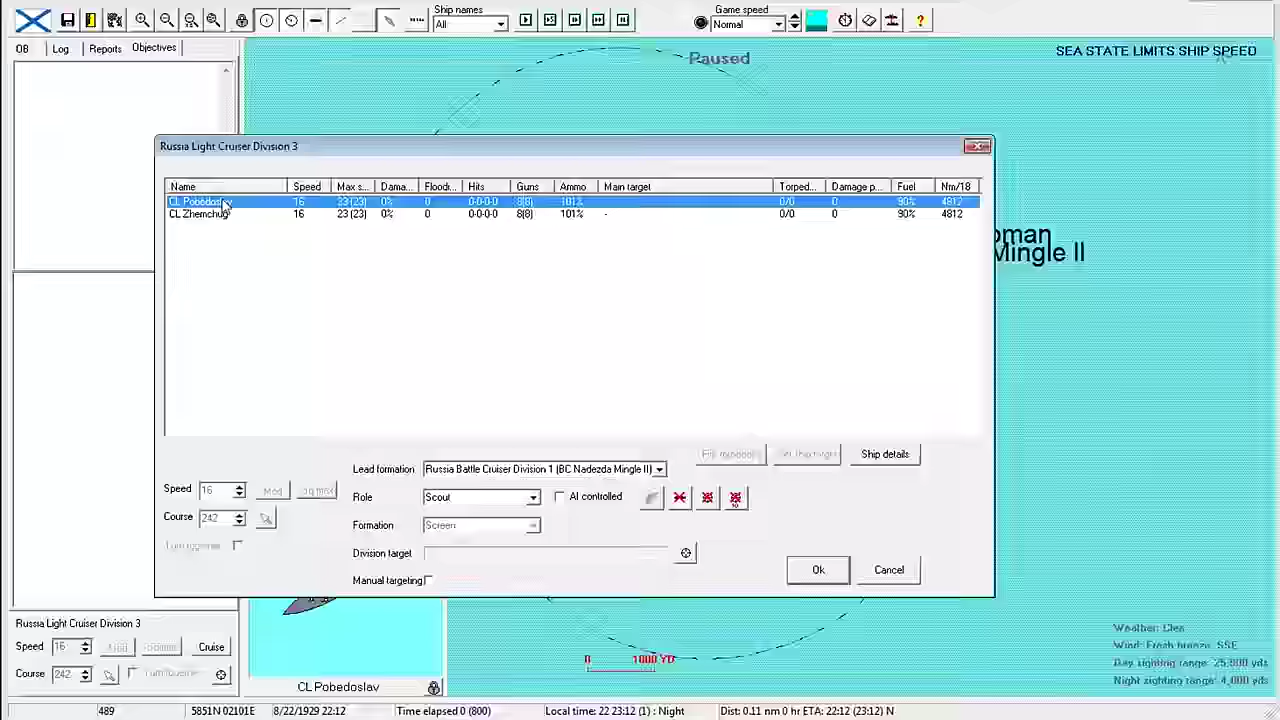 Ship names
All
Game speed
Normal
OB Log Reports Objectives
Paused
SEA STATE LIMITS SHIP SPEED
Russia Light Cruiser Division 3
Name Speed Max s... Dama... Floodi... Hits Guns Ammo Main target Torped... Damage p... Fuel Nm/18
CL Pobedoslav 16 23 (23) 0% 0 0-0-0-0 8(8) 101% 0/0 0 90% 4812
CL Zhemchug 16 23 (23) 0% 0 0-0-0-0 8(8) 101% - 0/0 0 90% 4812
Mingle II
Ship details
Lead formation Russia Battle Cruiser Division 1 (BC Nadezda Mingle II)
Speed 16
Role Scout AI controlled
Course 242
Formation Screen
Division target
Manual targeting
Ok Cancel
Russia Light Cruiser Division 3
Speed 16 Cruise
Course 242
CL Pobedoslav
0 1000 YD
Weather: Clea
Wind: Fresh breeze, SSE
Day sighting range: 25,800 yds
Night sighting range: 4,000 yds
489 5851N 02101E 8/22/1929 22:12 Time elapsed 0 (800) Local time: 22 23:12 (1) : Night Dist: 0.11 nm 0 hr ETA: 22:12 (23:12) N